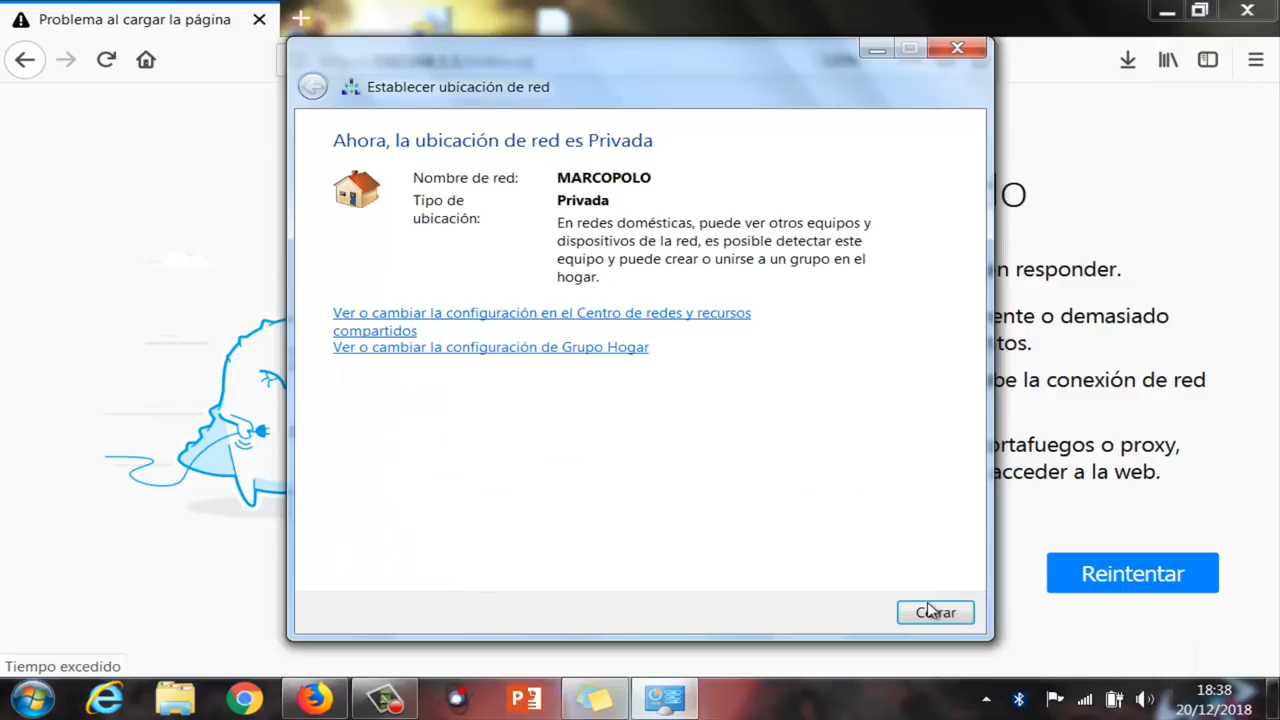 Problema al cargar la página
Establecer ubicación de red
Ahora, la ubicación de red es Privada
Nombre de red: MARCOPOLO
Tipo de ubicación: Privada
En redes domésticas, puede ver otros equipos y
dispositivos de la red, es posible detectar este
equipo y puede crear o unirse a un grupo en el
hogar.
Ver o cambiar la configuración en el Centro de redes y recursos
compartidos
Ver o cambiar la configuración de Grupo Hogar
Cerrar
n responder.
ente o demasiado
tos.
be la conexión de red
ortafuegos o proxy,
acceder a la web.
Reintentar
Tiempo excedido
18:38
20/12/2018